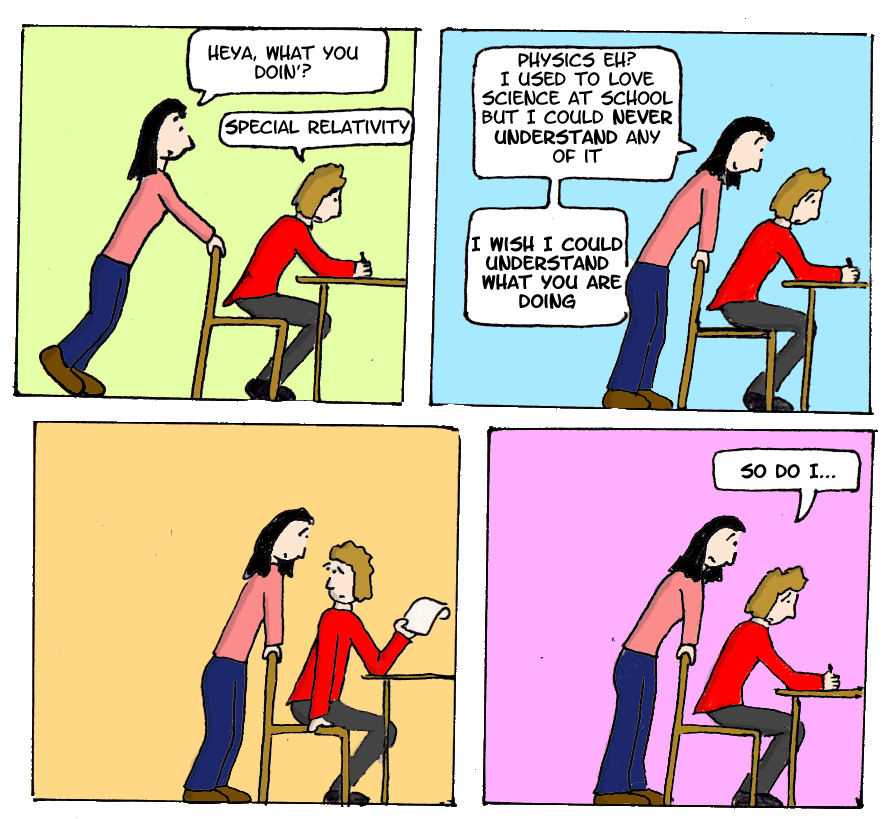 HEYA, WHAT YOU
DOIN'?
SPECIAL RELATIVITY
PHYSICS EH?
I USED TO LOVE
SCIENCE AT SCHOOL
BUT I COULD NEVER
UNDERSTAND ANY
OF IT
I WISH I COULD
UNDERSTAND
WHAT YOU ARE
DOING
SO DO I...